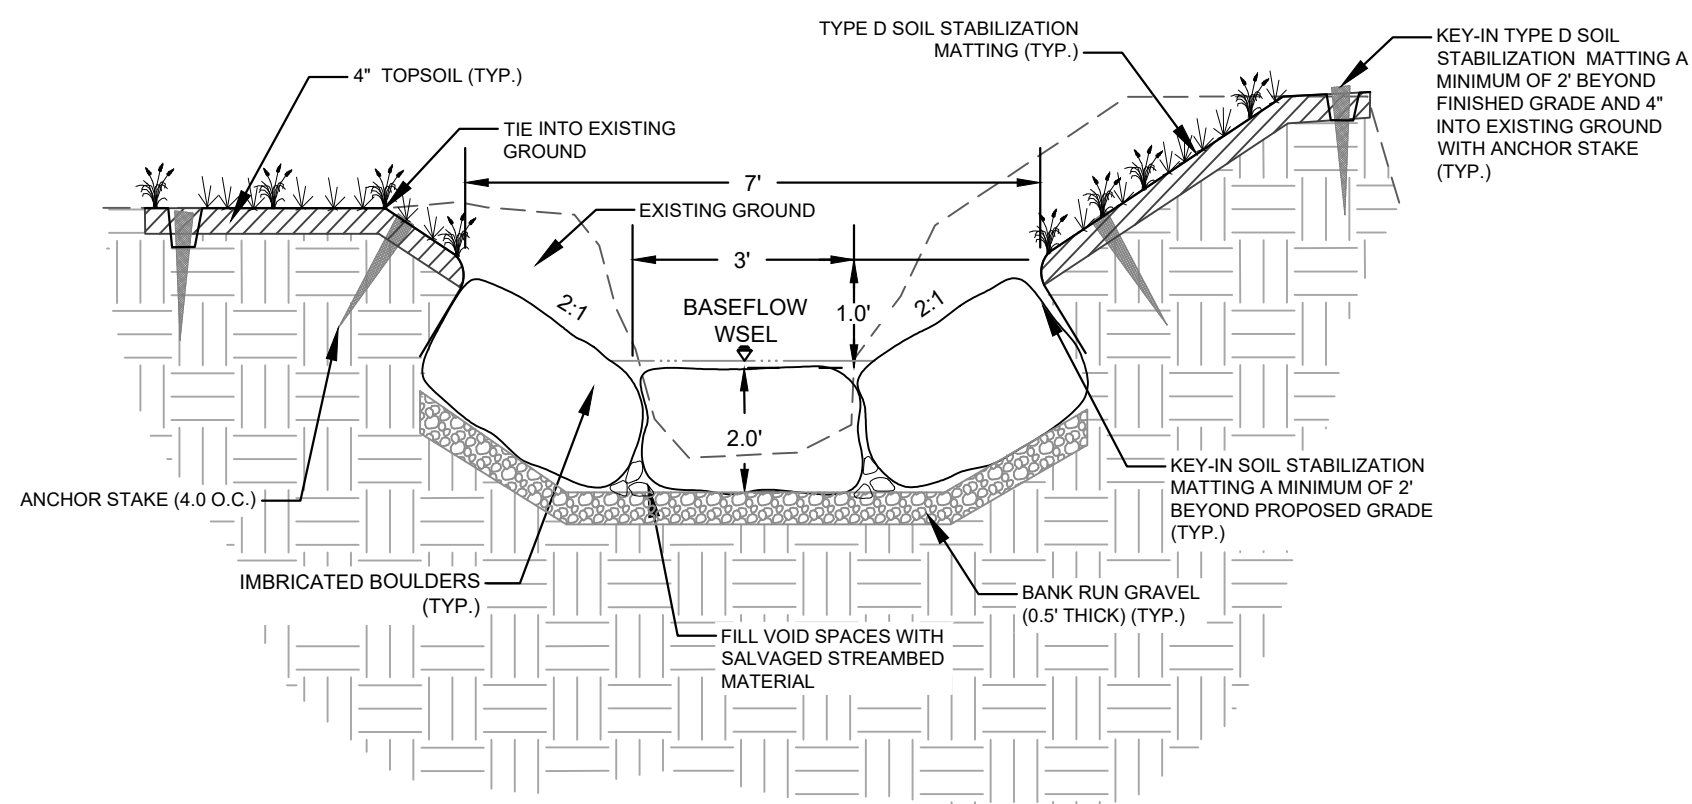 TYPE D SOIL STABILIZATION
MATTING (TYP.)
KEY-IN TYPE D SOIL
STABILIZATION MATTING A
MINIMUM OF 2' BEYOND
FINISHED GRADE AND 4"
INTO EXISTING GROUND
WITH ANCHOR STAKE
(TYP.)
4" TOPSOIL (TYP.)
TIE INTO EXISTING
GROUND
7'
EXISTING GROUND
3'
2:1
BASEFLOW
WSEL
1.0'
2:1
2.0'
KEY-IN SOIL STABILIZATION
MATTING A MINIMUM OF 2'
BEYOND PROPOSED GRADE
(TYP.)
ANCHOR STAKE (4.0 O.C.)
IMBRICATED BOULDERS
(TYP.)
BANK RUN GRAVEL
(0.5' THICK) (TYP.)
FILL VOID SPACES WITH
SALVAGED STREAMBED
MATERIAL